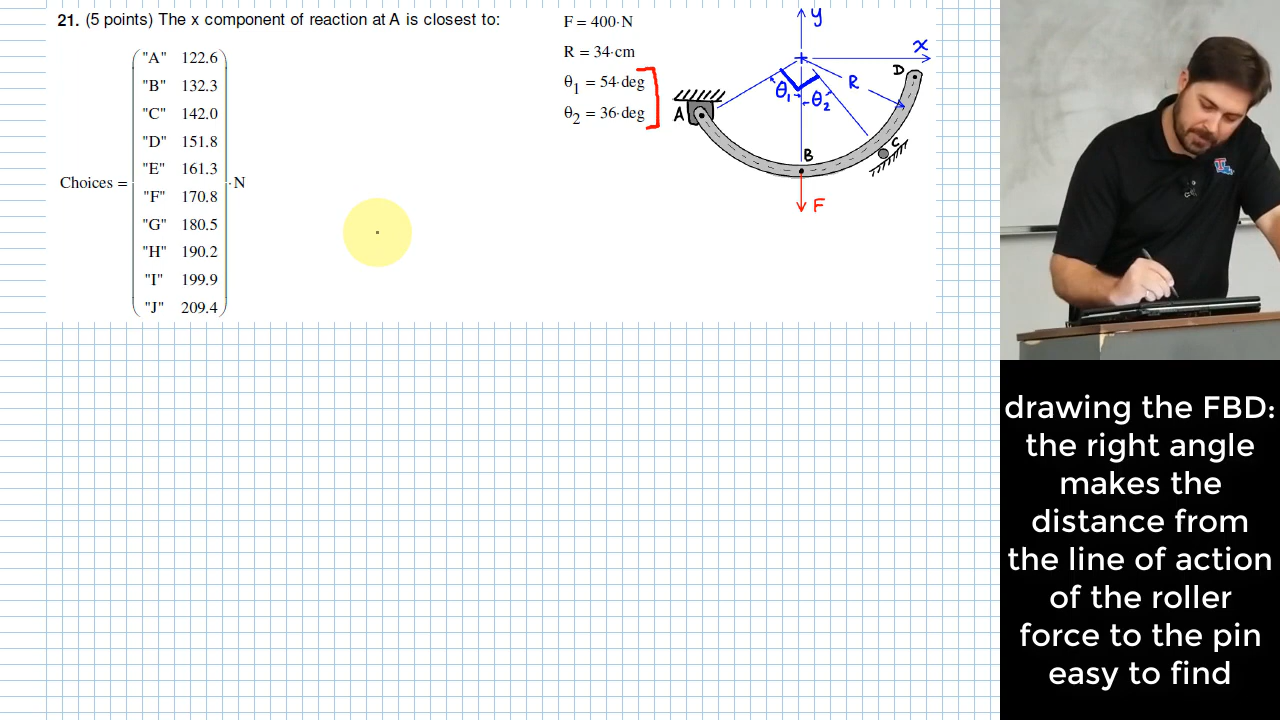 21. (5 points) The x component of reaction at A is closest to:
F = 400·N
R = 34·cm
θ1 = 54·deg
θ2 = 36·deg
Choices =
"A" 122.6
"B" 132.3
"C" 142.0
"D" 151.8
"E" 161.3
"F" 170.8
"G" 180.5
"H" 190.2
"I" 199.9
"J" 209.4
·N
y
x
D
R
θ1
θ2
A
B
C
F
drawing the FBD:
the right angle
makes the
distance from
the line of action
of the roller
force to the pin
easy to find